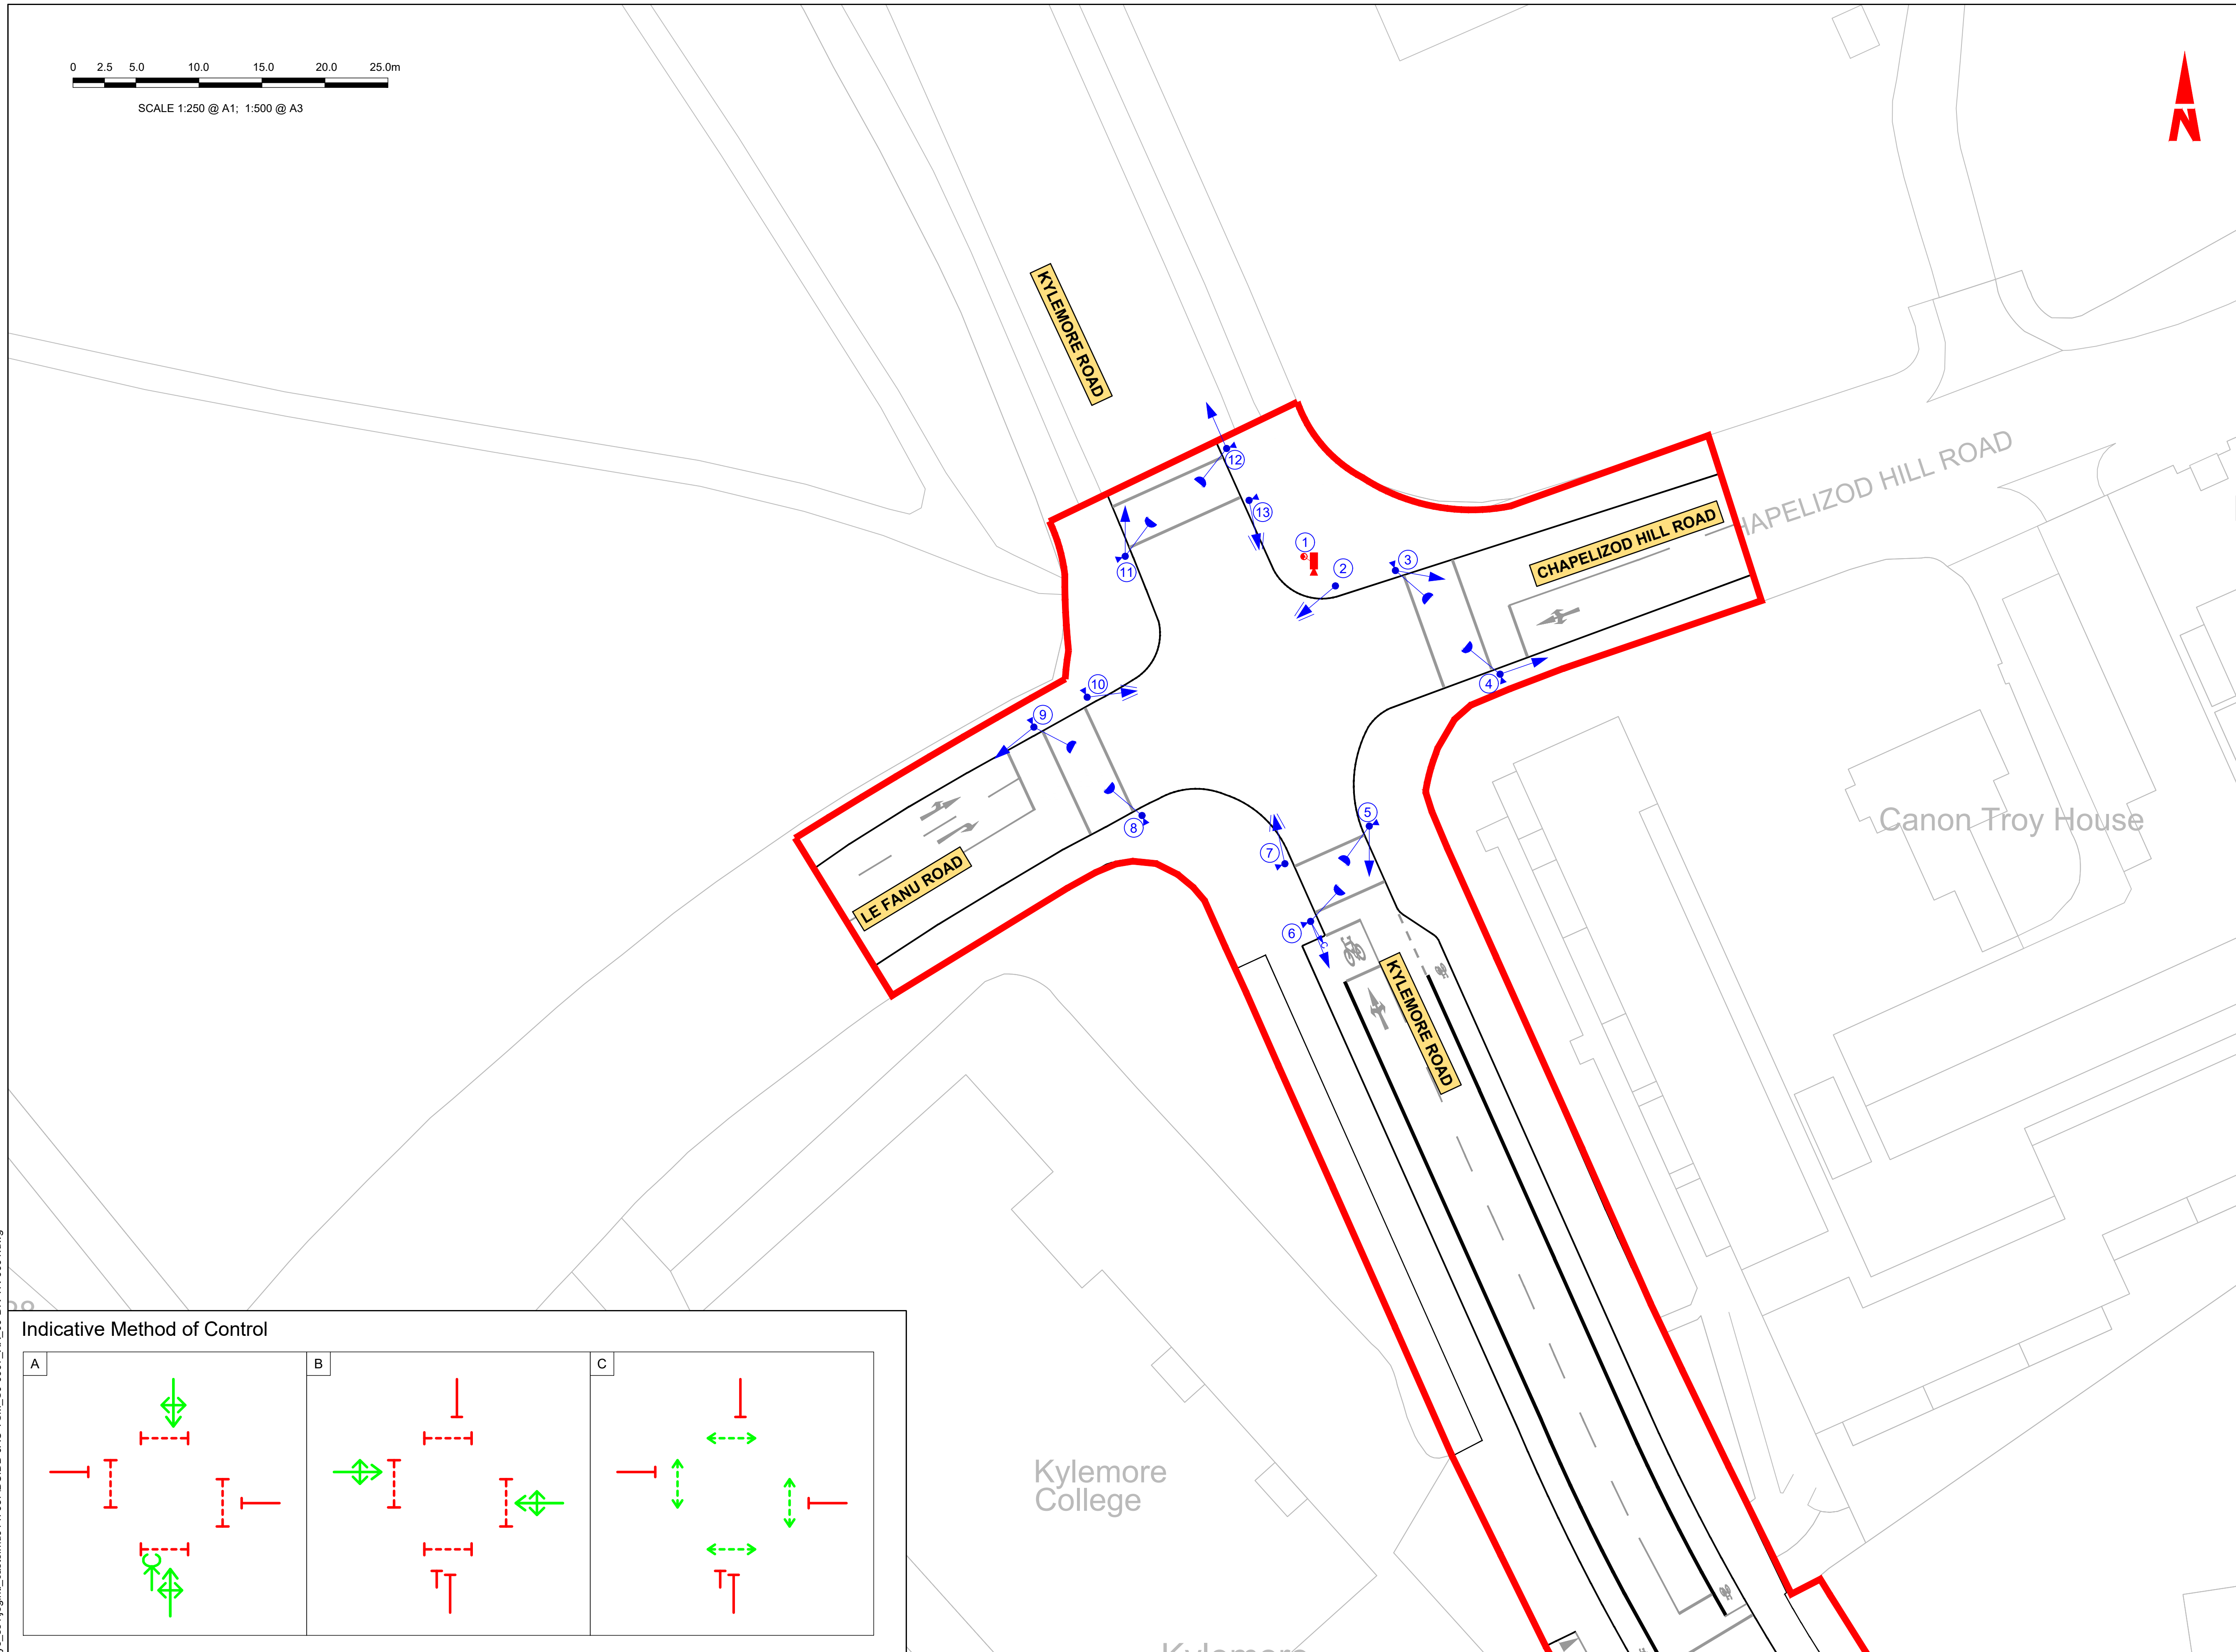 0 2.5 5.0 10.0 15.0 20.0 25.0m
SCALE 1:250 @ A1; 1:500 @ A3
N
KYLEMORE ROAD
CHAPELIZOD HILL ROAD
HAPELIZOD HILL ROAD
12
13
1
2
3
11
10
4
9
5
8
7
6
C
LE FANU ROAD
KYLEMORE ROAD
Canon Troy House
Kylemore
College
Kylemore
Indicative Method of Control
A
B
C
C